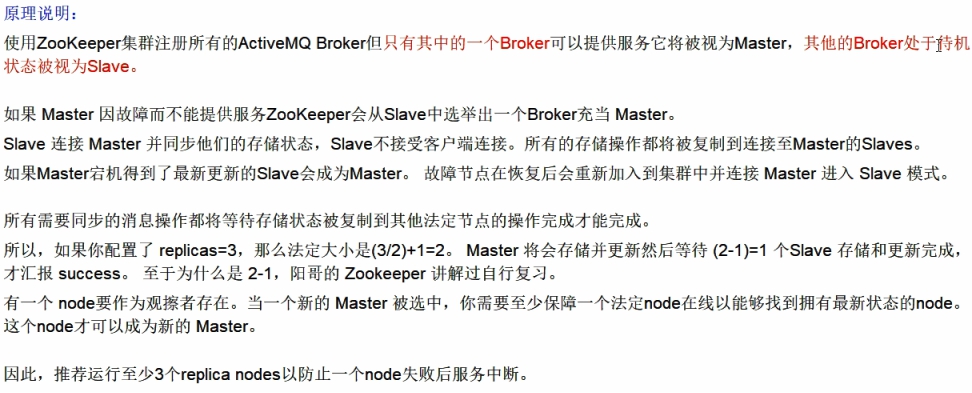 原理说明：
使用ZooKeeper集群注册所有的ActiveMQ Broker但只有其中的一个Broker可以提供服务它将被视为Master，其他的Broker处于待机
状态被视为Slave。
如果 Master 因故障而不能提供服务ZooKeeper会从Slave中选举出一个Broker充当 Master。
Slave 连接 Master 并同步他们的存储状态，Slave不接受客户端连接。所有的存储操作都将被复制到连接至Master的Slaves。
如果Master宕机得到了最新更新的Slave会成为Master。 故障节点在恢复后会重新加入到集群中并连接 Master 进入 Slave 模式。
所有需要同步的消息操作都将等待存储状态被复制到其他法定节点的操作完成才能完成。
所以，如果你配置了 replicas=3，那么法定大小是(3/2)+1=2。 Master 将会存储并更新然后等待 (2-1)=1 个Slave 存储和更新完成，
才汇报 success。 至于为什么是 2-1，阳哥的 Zookeeper 讲解过自行复习。
有一个 node要作为观擦者存在。当一个新的 Master 被选中，你需要至少保障一个法定node在线以能够找到拥有最新状态的node。
这个node才可以成为新的 Master。
因此，推荐运行至少3个replica nodes以防止一个node失败后服务中断。